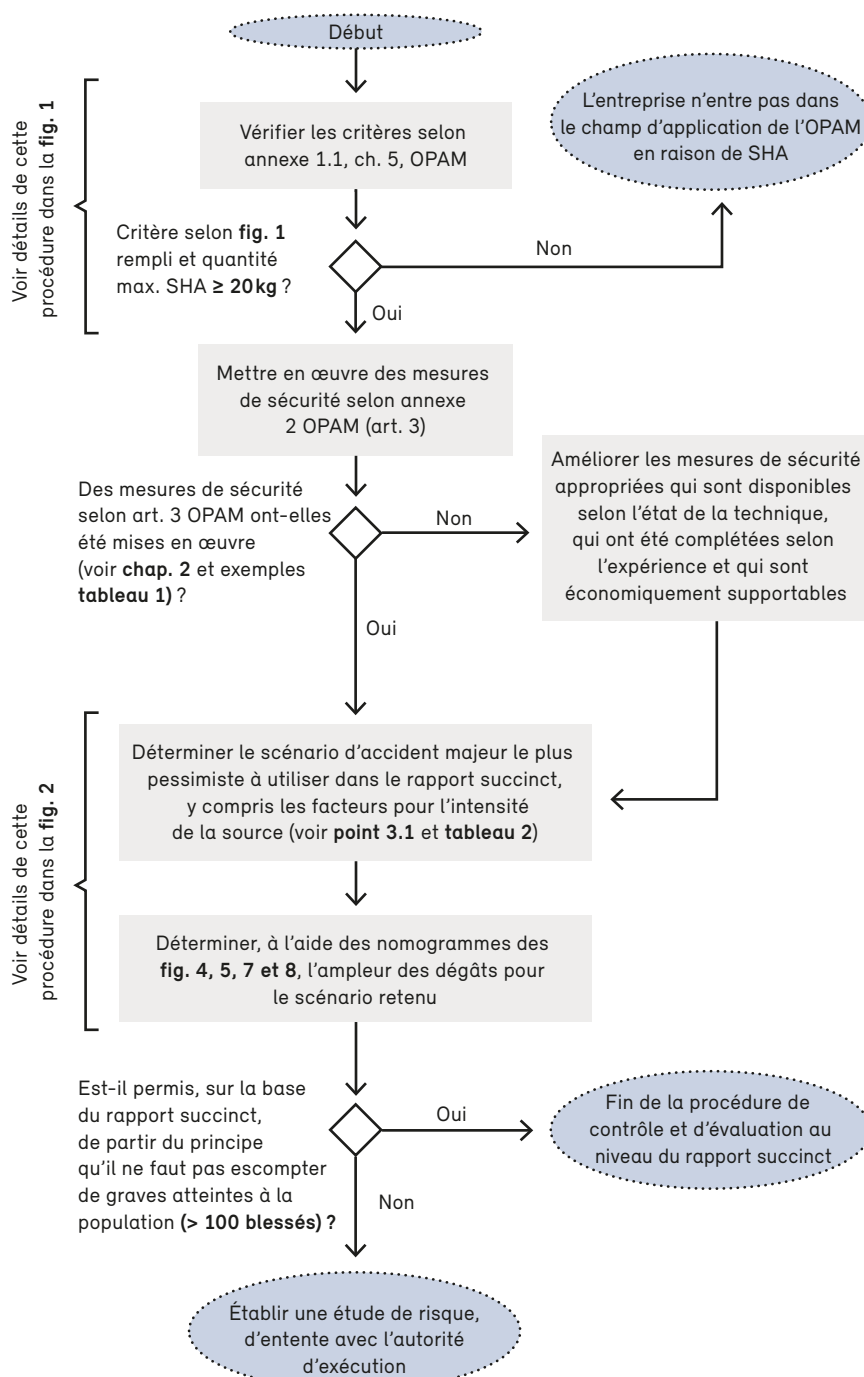 Début
Voir détails de cette
procédure dans la fig. 1
Vérifier les critères selon
annexe 1.1, ch. 5, OPAM
L'entreprise n'entre pas dans
le champ d'application de l'OPAM
en raison de SHA
Critère selon fig. 1
rempli et quantité
max. SHA ≥ 20 kg ?
Non
Oui
Mettre en œuvre des mesures
de sécurité selon annexe
2 OPAM (art. 3)
Des mesures de sécurité
selon art. 3 OPAM ont-elles
été mises en œuvre
(voir chap. 2 et exemples
tableau 1) ?
Non
Améliorer les mesures de sécurité
appropriées qui sont disponibles
selon l'état de la technique,
qui ont été complétées selon
l'expérience et qui sont
économiquement supportables
Oui
Voir détails de cette
procédure dans la fig. 2
Déterminer le scénario d'accident majeur le plus
pessimiste à utiliser dans le rapport succinct,
y compris les facteurs pour l'intensité
de la source (voir point 3.1 et tableau 2)
Déterminer, à l'aide des nomogrammes des
fig. 4, 5, 7 et 8, l'ampleur des dégâts pour
le scénario retenu
Est-il permis, sur la base
du rapport succinct,
de partir du principe
qu'il ne faut pas escompter
de graves atteintes à la
population (> 100 blessés) ?
Oui
Fin de la procédure de
contrôle et d'évaluation au
niveau du rapport succinct
Non
Établir une étude de risque,
d'entente avec l'autorité
d'exécution